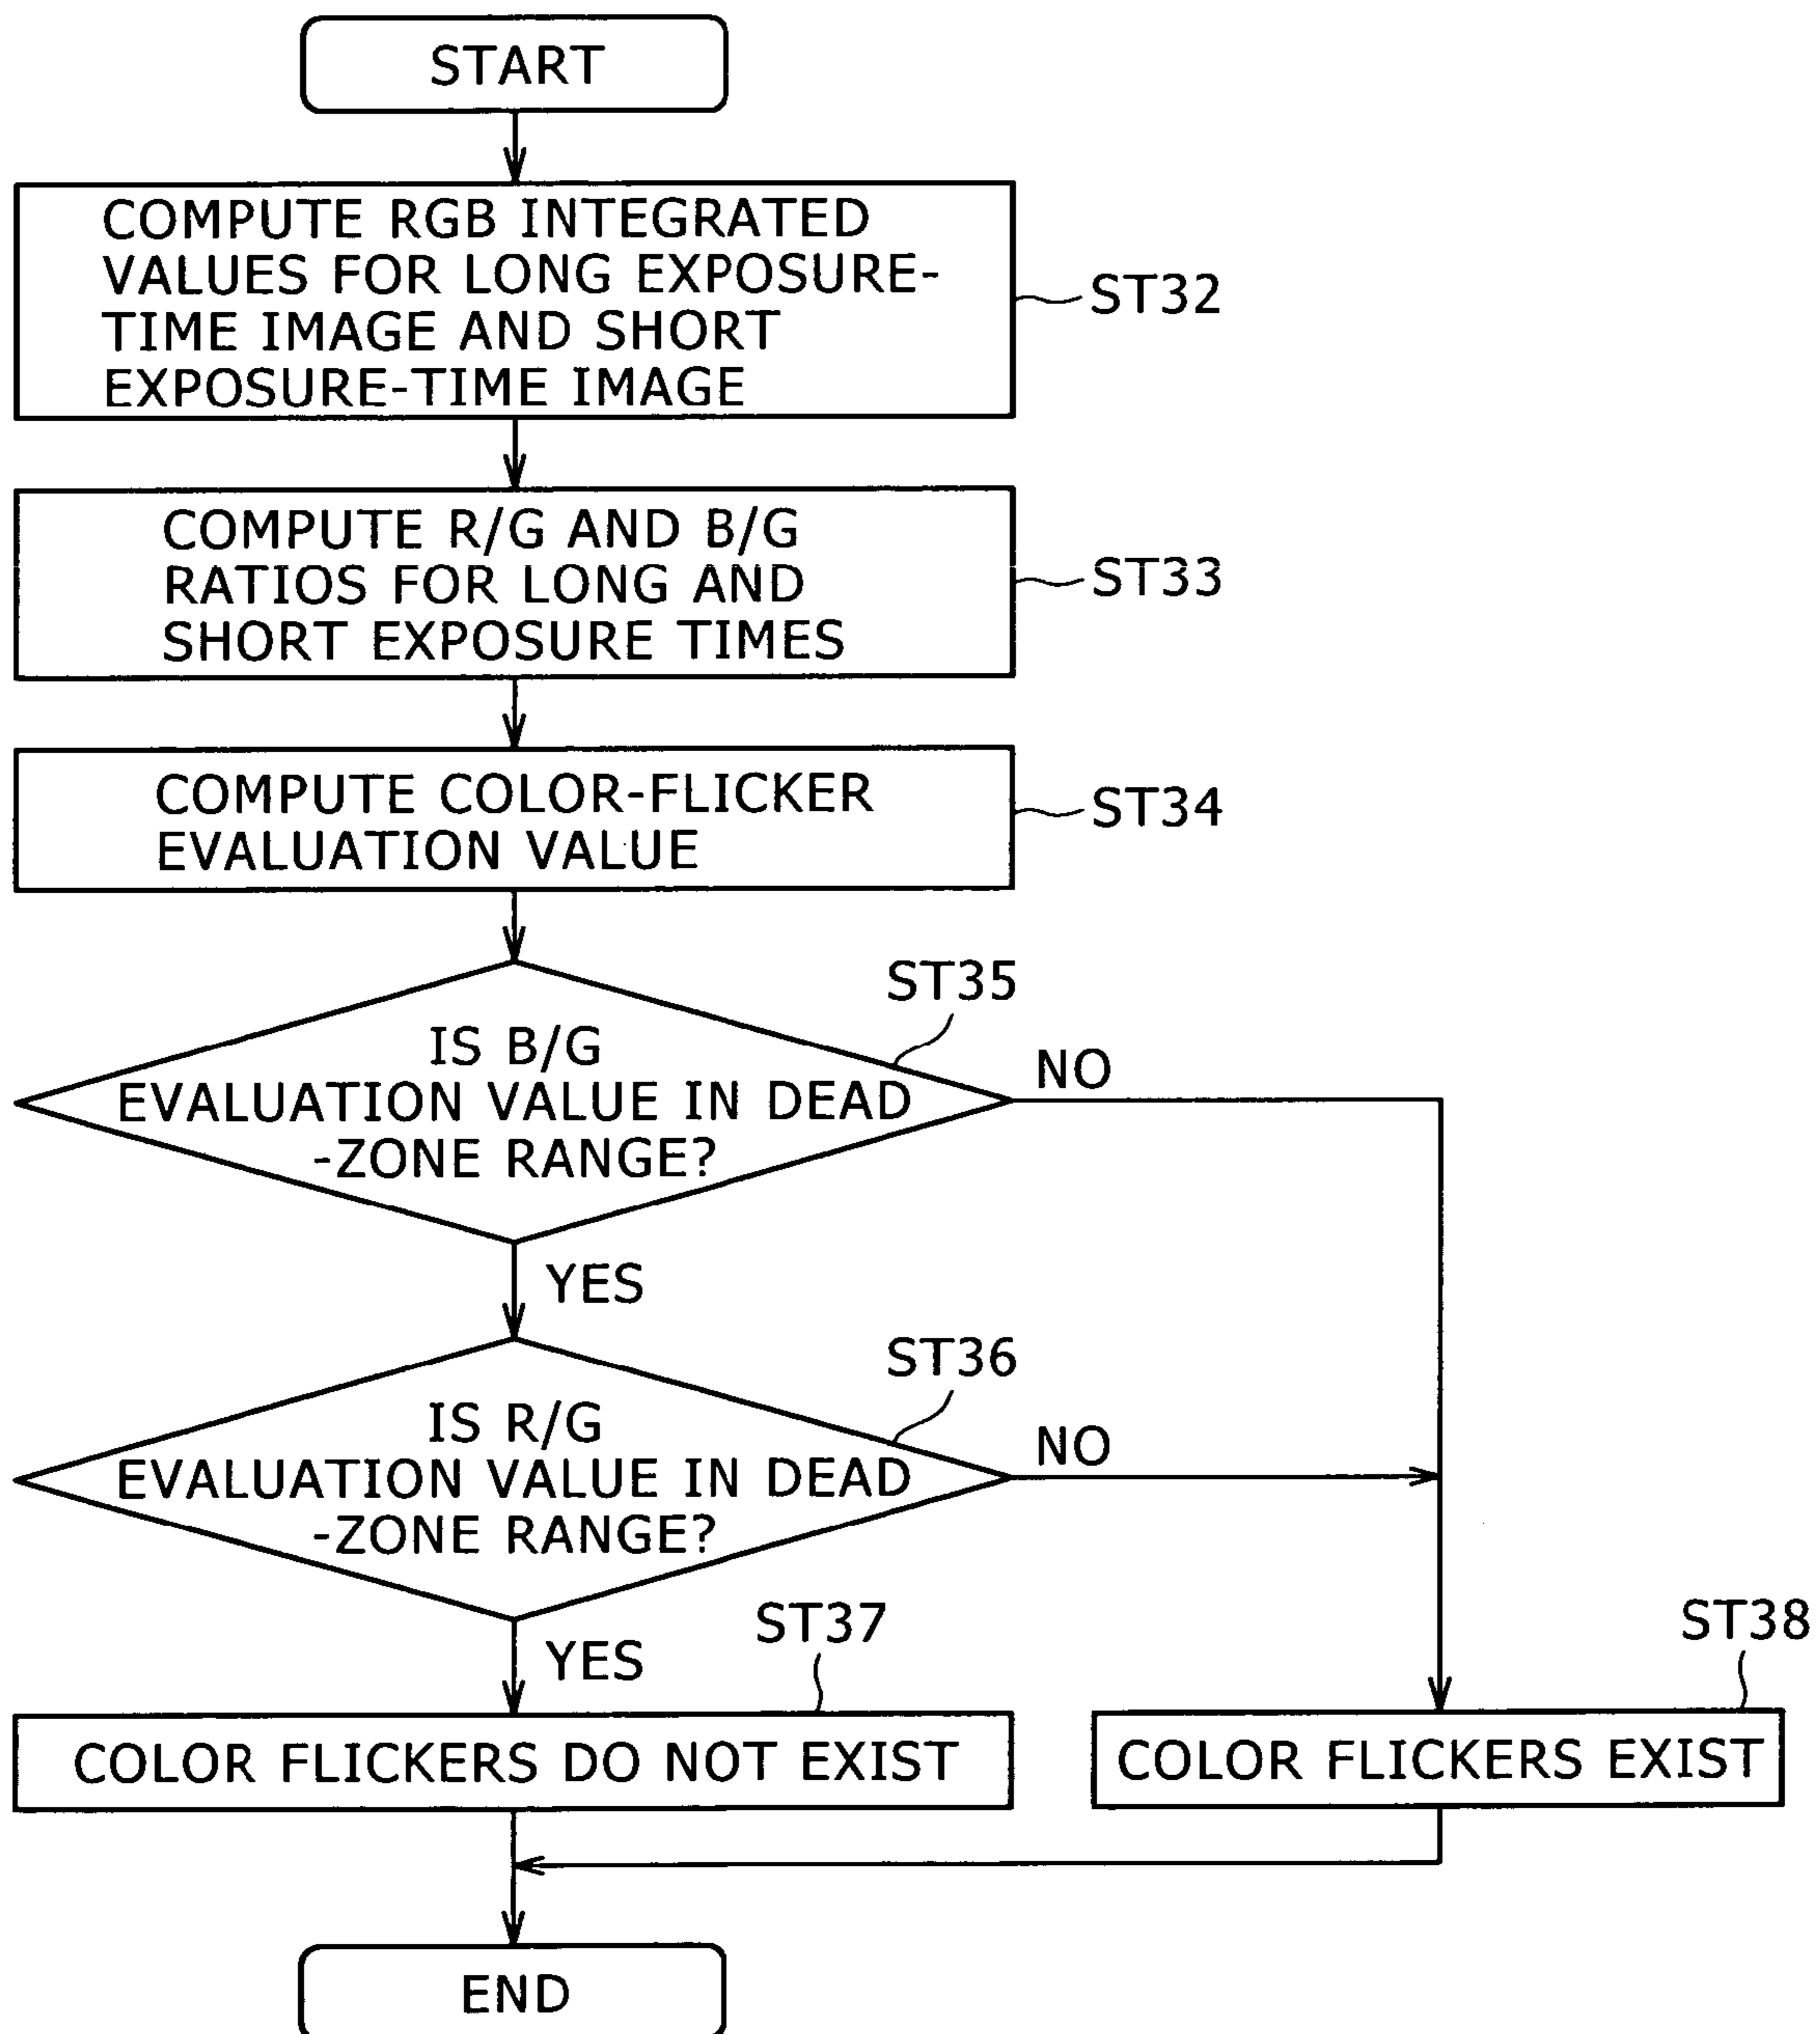 START
COMPUTE RGB INTEGRATED
VALUES FOR LONG EXPOSURE-
TIME IMAGE AND SHORT
EXPOSURE-TIME IMAGE
ST32
COMPUTE R/G AND B/G
RATIOS FOR LONG AND
SHORT EXPOSURE TIMES
ST33
COMPUTE COLOR-FLICKER
EVALUATION VALUE
ST34
ST35
IS B/G
EVALUATION VALUE IN DEAD
-ZONE RANGE?
NO
YES
ST36
IS R/G
EVALUATION VALUE IN DEAD
-ZONE RANGE?
NO
YES
ST37
COLOR FLICKERS DO NOT EXIST
ST38
COLOR FLICKERS EXIST
END